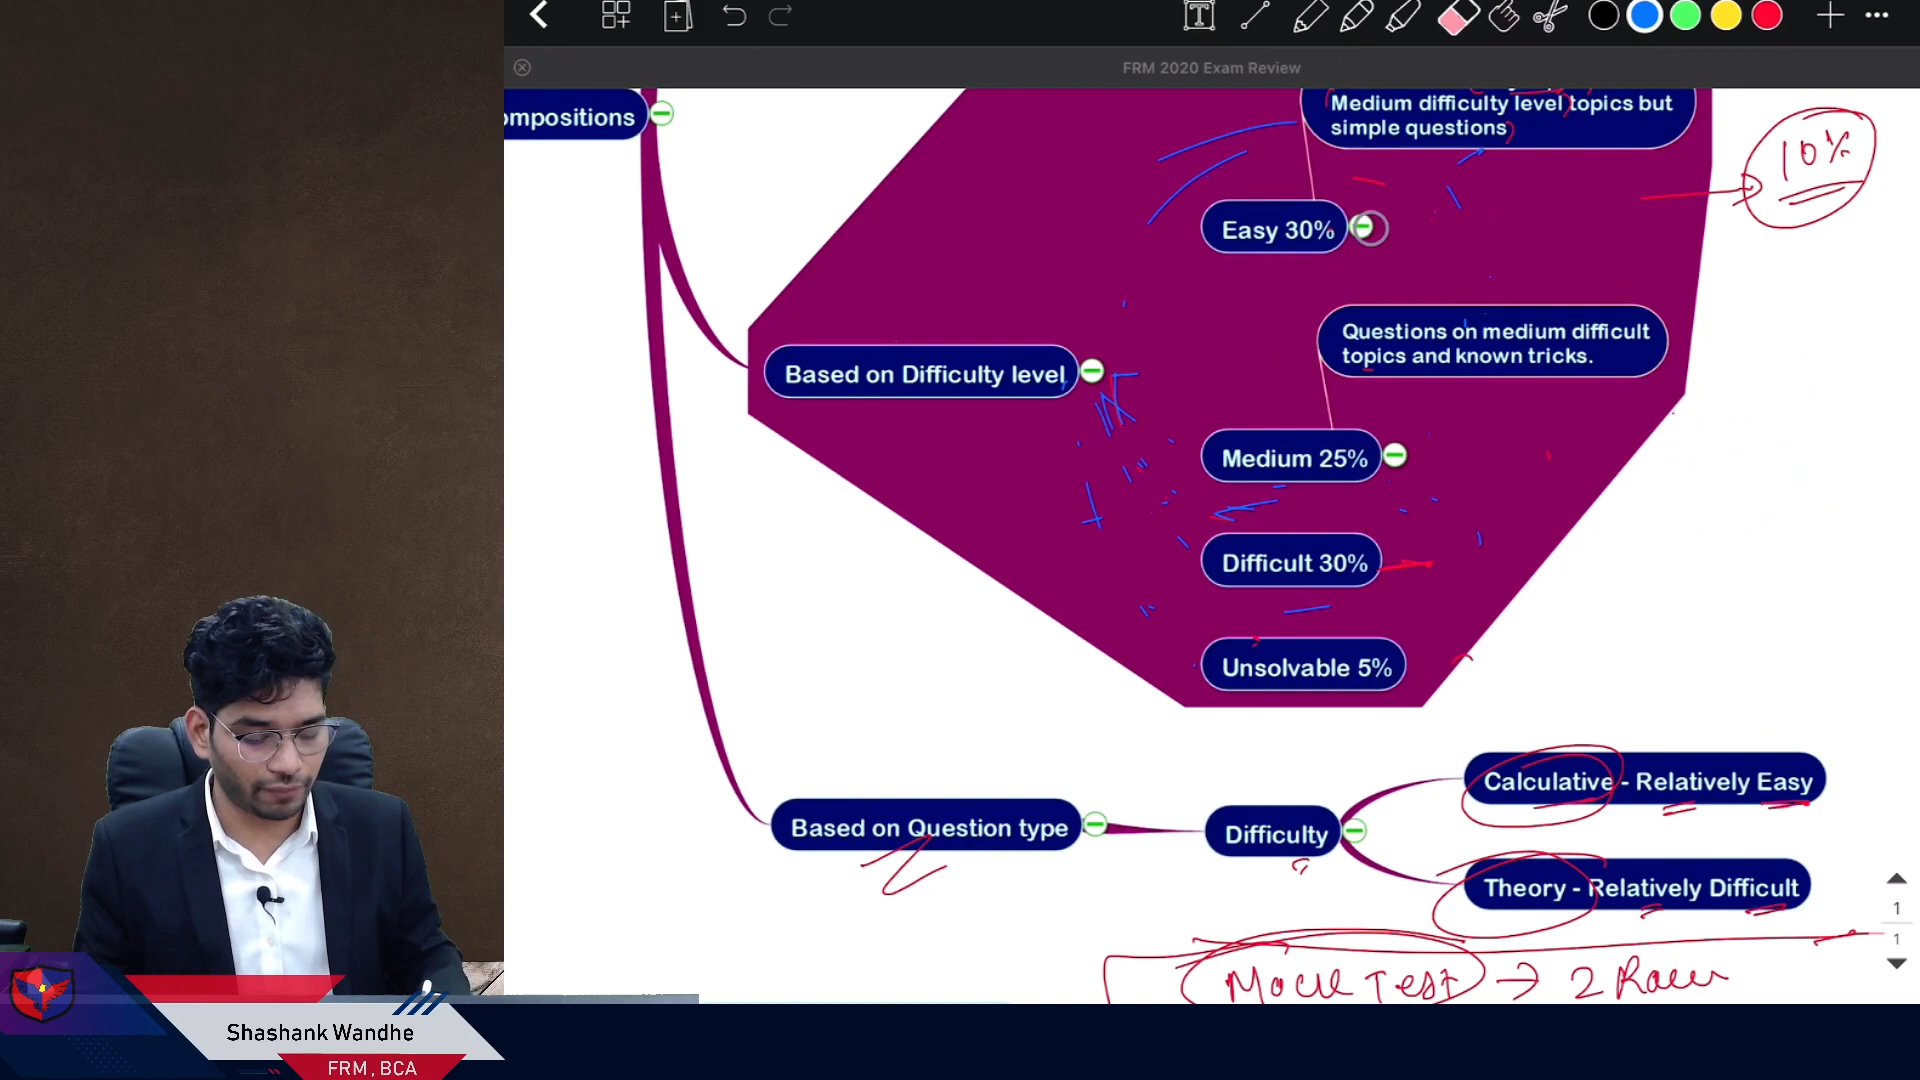 FRM 2020 Exam Review
ompositions
Medium difficulty level topics but
simple questions
10%
Easy 30%
Questions on medium difficult
topics and known tricks.
Based on Difficulty level
Medium 25%
Difficult 30%
Unsolvable 5%
Calculative - Relatively Easy
Based on Question type
Difficulty
Theory - Relatively Difficult
1
1
Mock Test → 2
Shashank Wandhe
FRM, BCA